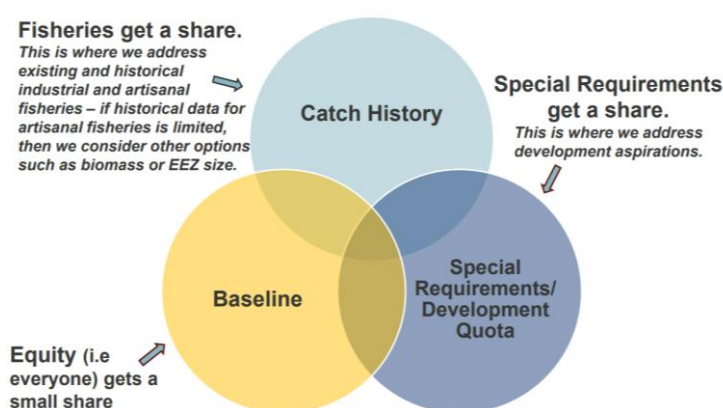 Fisheries get a share.
This is where we address
existing and historical
industrial and artisanal
fisheries – if historical data for
artisanal fisheries is limited,
then we consider other options
such as biomass or EEZ size.
Catch History
Special Requirements
get a share.
This is where we address
development aspirations.
Baseline
Special
Requirements/
Development
Quota
Equity (i.e
everyone) gets a
small share